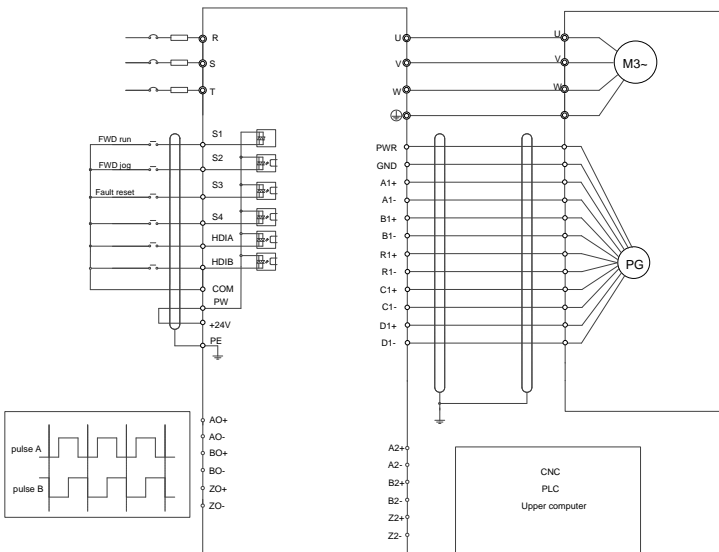 R
S
T
U
V
W
U
V
W
M3~
FWD run
FWD jog
Fault reset
S1
S2
S3
S4
HDIA
HDIB
COM
PW
+24V
PE
PWR
GND
A1+
A1-
B1+
B1-
R1+
R1-
C1+
C1-
D1+
D1-
PG
pulse A
pulse B
AO+
AO-
BO+
BO-
ZO+
ZO-
A2+
A2-
B2+
B2-
Z2+
Z2-
CNC
PLC
Upper computer